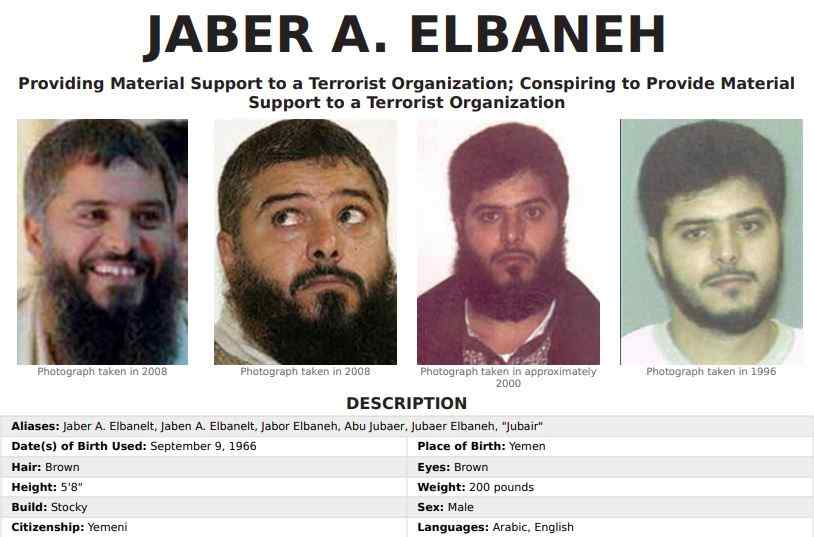 JABER A. ELBANEH
Providing Material Support to a Terrorist Organization; Conspiring to Provide Material
Support to a Terrorist Organization
Photograph taken in 2008
Photograph taken in 2008
Photograph taken in approximately
2000
Photograph taken in 1996
DESCRIPTION
Aliases: Jaber A. Elbanelt, Jaben A. Elbanelt, Jabor Elbaneh, Abu Jubaer, Jubaer Elbaneh, "Jubair"
Date(s) of Birth Used: September 9, 1966
Place of Birth: Yemen
Hair: Brown
Eyes: Brown
Height: 5'8"
Weight: 200 pounds
Build: Stocky
Sex: Male
Citizenship: Yemeni
Languages: Arabic, English